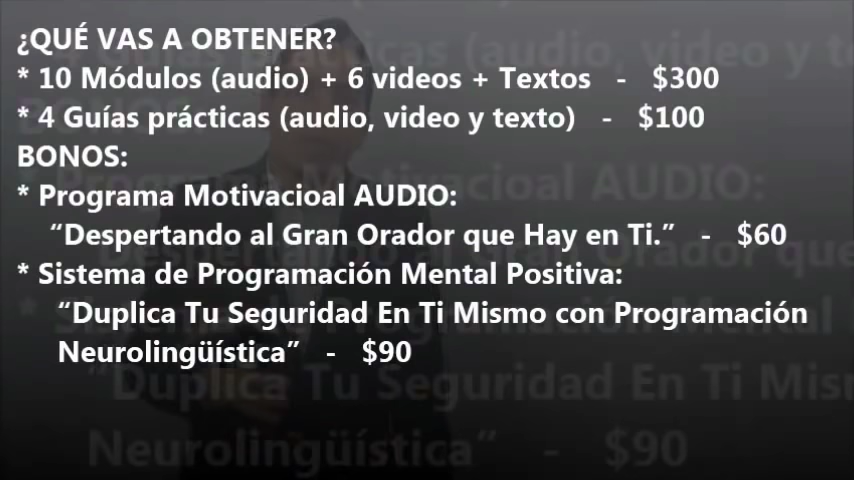 ¿QUÉ VAS A OBTENER?
* 10 Módulos (audio) + 6 videos + Textos - $300
* 4 Guías prácticas (audio, video y texto) - $100
BONOS:
* Programa Motivacioal AUDIO:
“Despertando al Gran Orador que Hay en Ti.” - $60
* Sistema de Programación Mental Positiva:
“Duplica Tu Seguridad En Ti Mismo con Programación
Neurolingüística” - $90